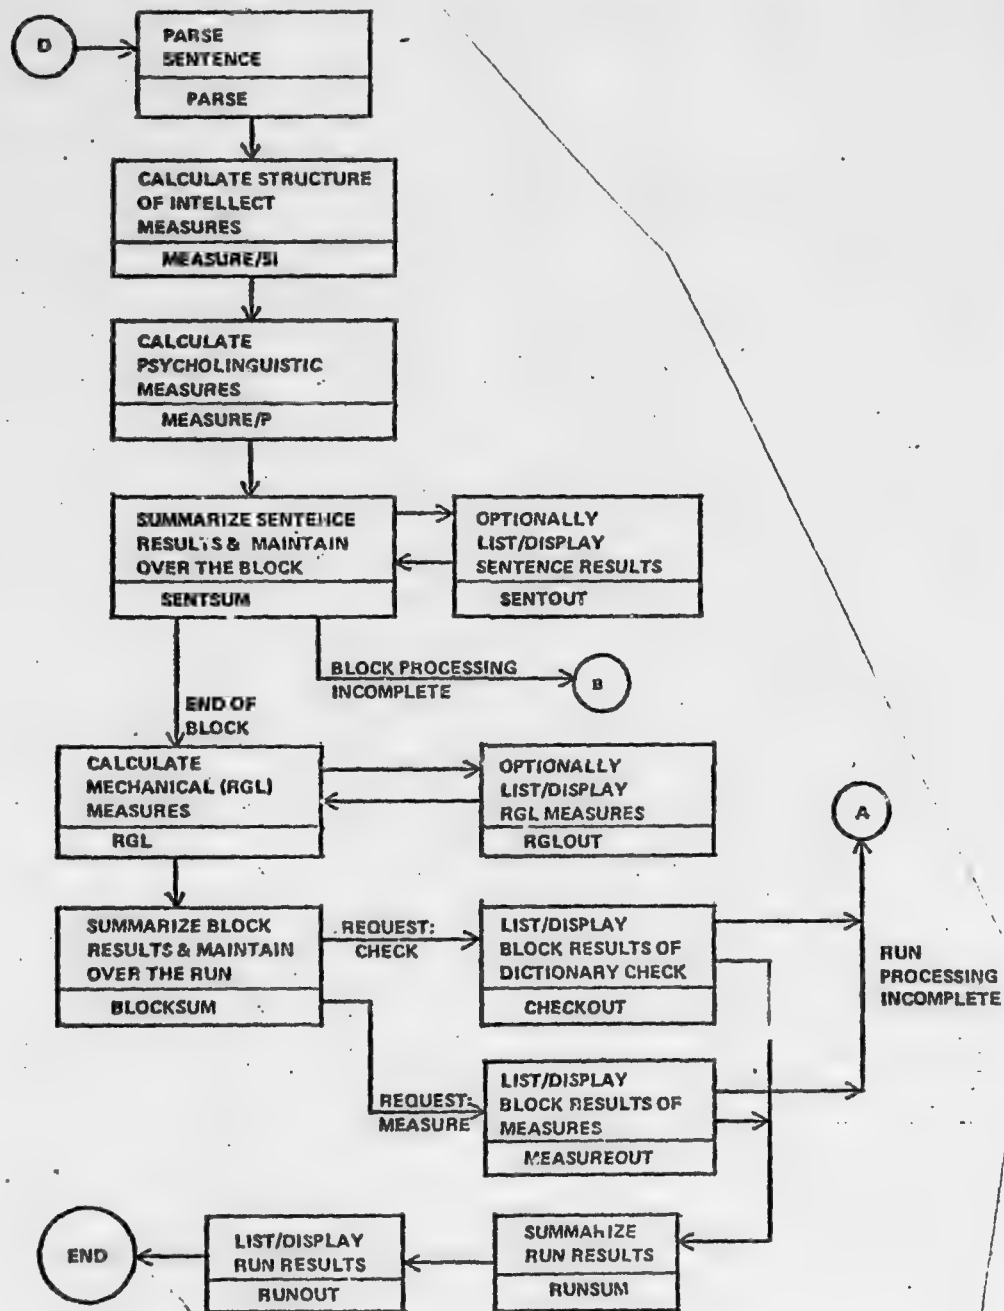 D
PARSE
SENTENCE
PARSE
CALCULATE STRUCTURE
OF INTELLECT
MEASURES
MEASURE/SI
CALCULATE
PSYCHOLINGUISTIC
MEASURES
MEASURE/P
SUMMARIZE SENTENCE
RESULTS & MAINTAIN
OVER THE BLOCK
SENTSUM
OPTIONALLY
LIST/DISPLAY
SENTENCE RESULTS
SENTOUT
BLOCK PROCESSING
INCOMPLETE
B
END OF
BLOCK
CALCULATE
MECHANICAL (RGL)
MEASURES
RGL
OPTIONALLY
LIST/DISPLAY
RGL MEASURES
RGLOUT
A
SUMMARIZE BLOCK
RESULTS & MAINTAIN
OVER THE RUN
BLOCKSUM
REQUEST:
CHECK
LIST/DISPLAY
BLOCK RESULTS OF
DICTIONARY CHECK
CHECKOUT
RUN
PROCESSING
INCOMPLETE
REQUEST:
MEASURE
LIST/DISPLAY
BLOCK RESULTS OF
MEASURES
MEASUREOUT
END
LIST/DISPLAY
RUN RESULTS
RUNOUT
SUMMARIZE
RUN RESULTS
RUNSUM